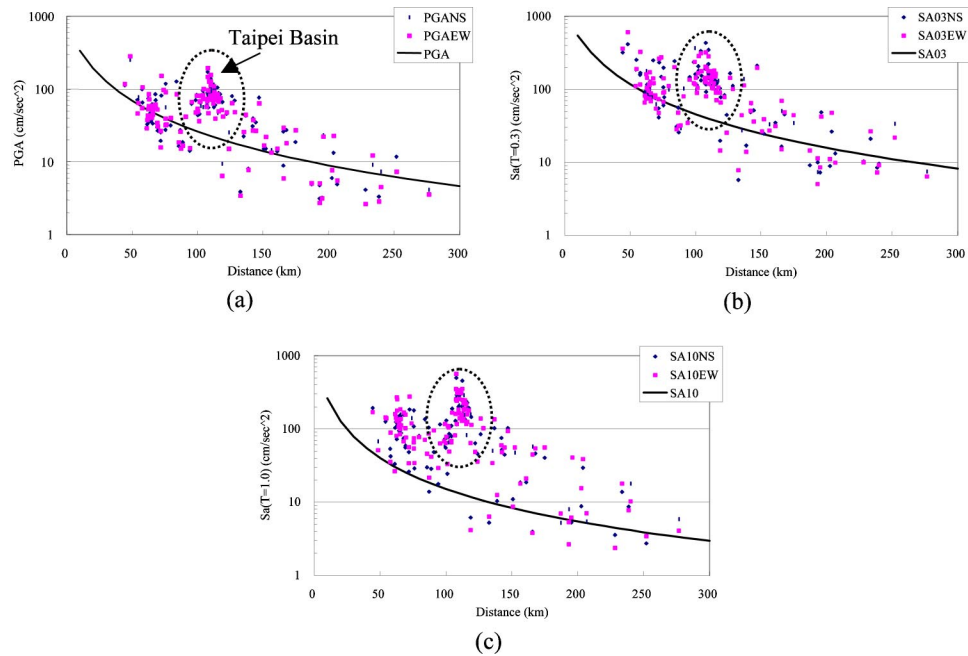 1000
100
10
1
PGA (cm/sec^2)
Taipei Basin
PGANS
PGAEW
PGA
0 50 100 150 200 250 300
Distance (km)
(a)
1000
100
10
1
Sa(T=0.3) (cm/sec^2)
SA03NS
SA03EW
SA03
0 50 100 150 200 250 300
Distance (km)
(b)
1000
100
10
1
Sa(T=1.0) (cm/sec^2)
SA10NS
SA10EW
SA10
0 50 100 150 200 250 300
Distance (km)
(c)